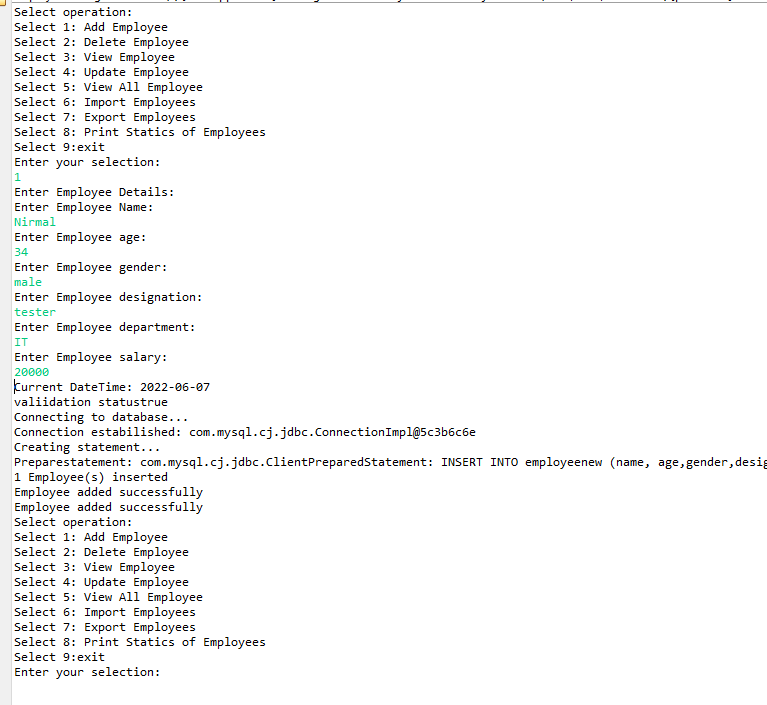 Select operation:
Select 1: Add Employee
Select 2: Delete Employee
Select 3: View Employee
Select 4: Update Employee
Select 5: View All Employee
Select 6: Import Employees
Select 7: Export Employees
Select 8: Print Statics of Employees
Select 9:exit
Enter your selection:
1
Enter Employee Details:
Enter Employee Name:
Nirmal
Enter Employee age:
34
Enter Employee gender:
male
Enter Employee designation:
tester
Enter Employee department:
IT
Enter Employee salary:
20000
Current DateTime: 2022-06-07
valiidation statustrue
Connecting to database...
Connection estabilished: com.mysql.cj.jdbc.ConnectionImpl@5c3b6c6e
Creating statement...
Preparestatement: com.mysql.cj.jdbc.ClientPreparedStatement: INSERT INTO employeenew (name, age,gender,desig
1 Employee(s) inserted
Employee added successfully
Employee added successfully
Select operation:
Select 1: Add Employee
Select 2: Delete Employee
Select 3: View Employee
Select 4: Update Employee
Select 5: View All Employee
Select 6: Import Employees
Select 7: Export Employees
Select 8: Print Statics of Employees
Select 9:exit
Enter your selection: